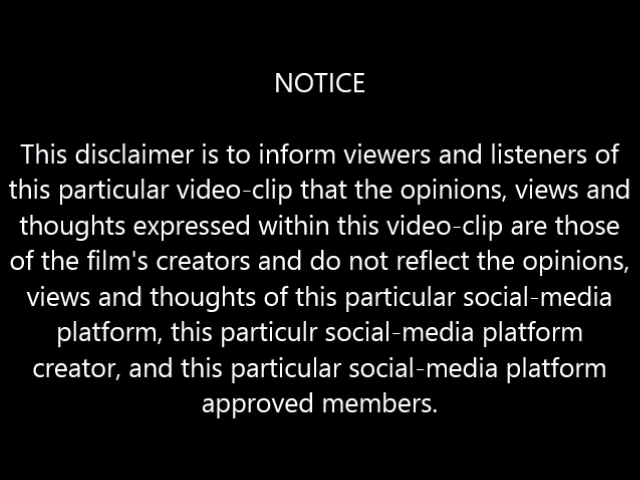 NOTICE
This disclaimer is to inform viewers and listeners of
this particular video-clip that the opinions, views and
thoughts expressed within this video-clip are those
of the film's creators and do not reflect the opinions,
views and thoughts of this particular social-media
platform, this particulr social-media platform
creator, and this particular social-media platform
approved members.